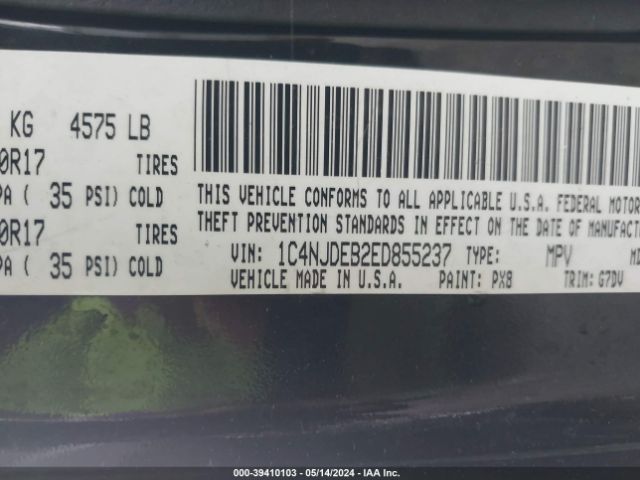 KG 4575 LB
0R17 TIRES
PA ( 35 PSI) COLD
0R17 TIRES
PA ( 35 PSI) COLD
THIS VEHICLE CONFORMS TO ALL APPLICABLE U.S.A. FEDERAL MOTOR
THEFT PREVENTION STANDARDS IN EFFECT ON THE DATE OF MANUFA
VIN: 1C4NJDEB2ED855237 TYPE: MPV MD
VEHICLE MADE IN U.S.A. PAINT: PX8 TRIM: G7DV
000-39410103 - 05/14/2024 - IAA Inc.